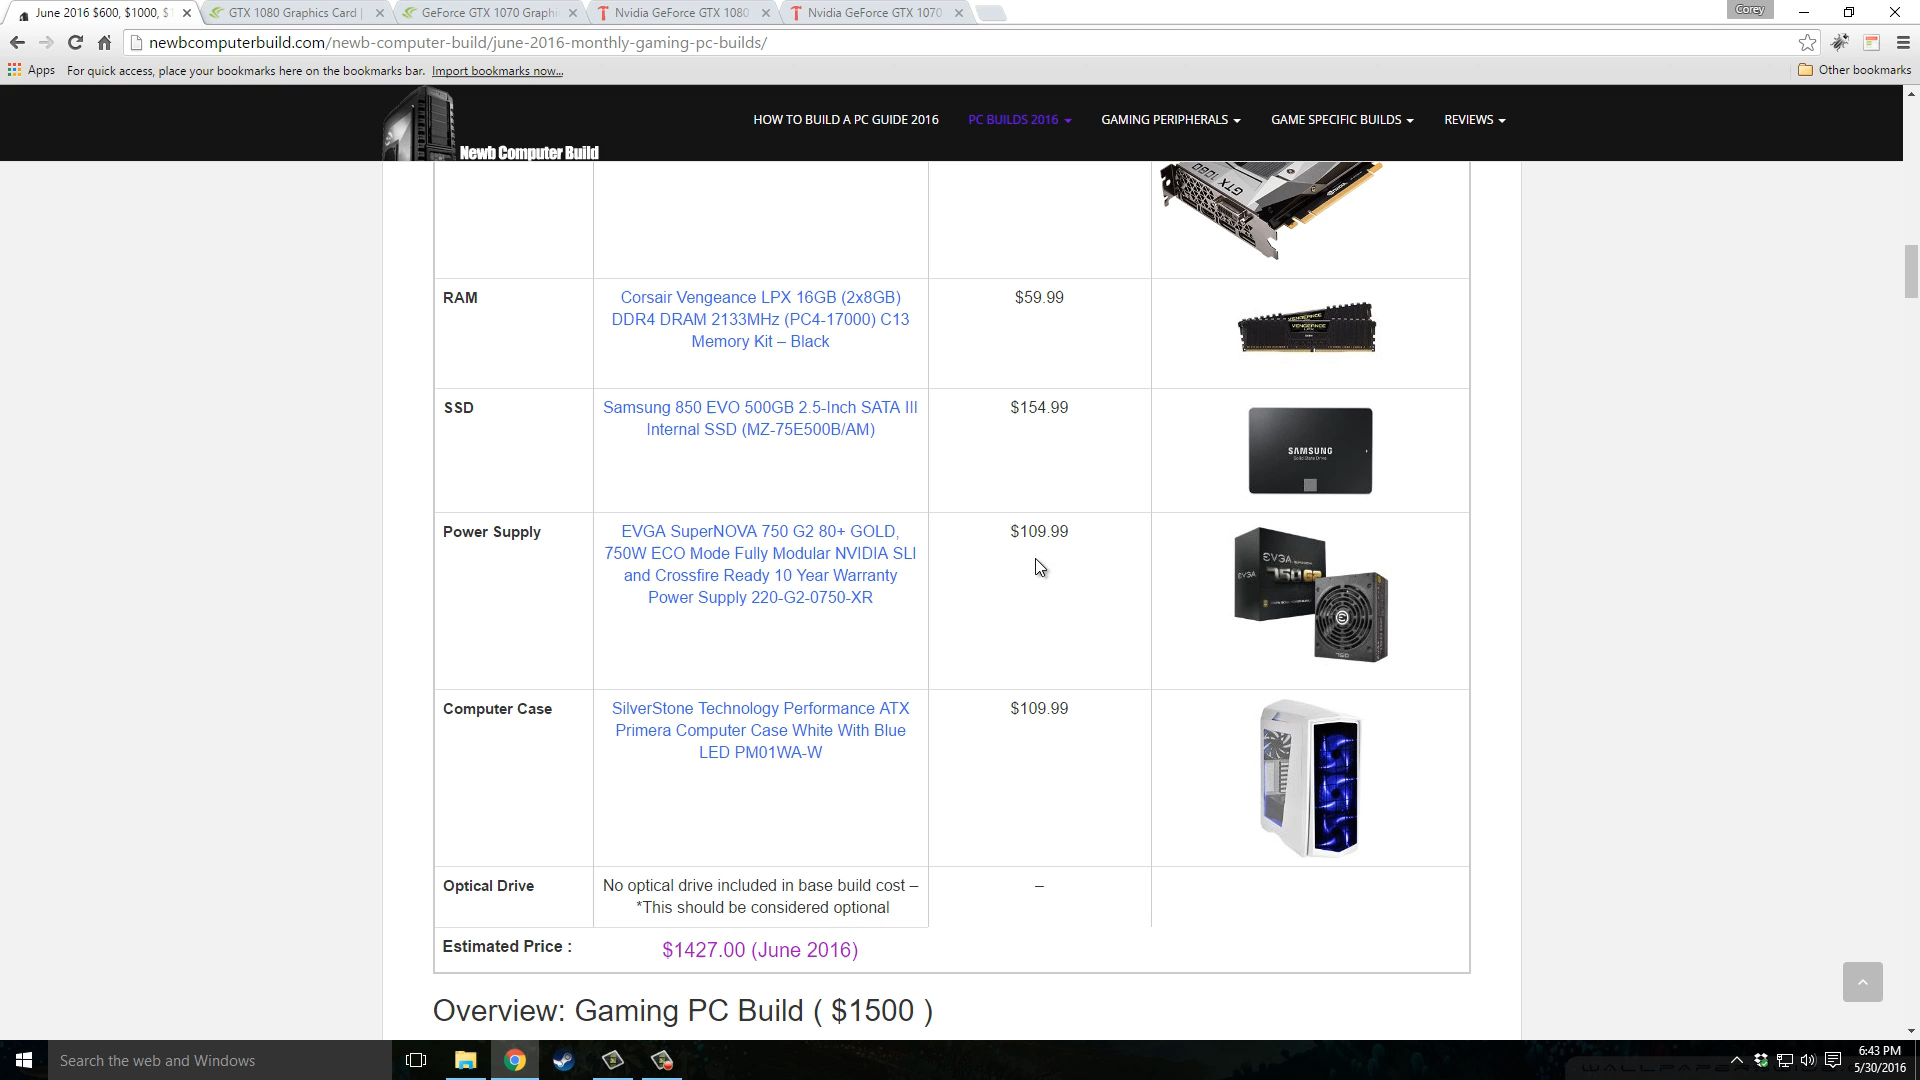 June 2016 $600, $1000, $
GTX 1080 Graphics Card |
GeForce GTX 1070 Graphi
Nvidia GeForce GTX 1080
Nvidia GeForce GTX 1070
Corey
newbcomputerbuild.com/newb-computer-build/june-2016-monthly-gaming-pc-builds/
Apps For quick access, place your bookmarks here on the bookmarks bar. Import bookmarks now...
Other bookmarks
Newb Computer Build
HOW TO BUILD A PC GUIDE 2016
PC BUILDS 2016
GAMING PERIPHERALS
GAME SPECIFIC BUILDS
REVIEWS
GTX 1080
RAM
Corsair Vengeance LPX 16GB (2x8GB)
DDR4 DRAM 2133MHz (PC4-17000) C13
Memory Kit – Black
$59.99
VENGEANCE
VENGEANCE
SSD
Samsung 850 EVO 500GB 2.5-Inch SATA III
Internal SSD (MZ-75E500B/AM)
$154.99
SAMSUNG
Solid State Drive
Power Supply
EVGA SuperNOVA 750 G2 80+ GOLD,
750W ECO Mode Fully Modular NVIDIA SLI
and Crossfire Ready 10 Year Warranty
Power Supply 220-G2-0750-XR
$109.99
EVGA
EVGA
750 G2
750
Computer Case
SilverStone Technology Performance ATX
Primera Computer Case White With Blue
LED PM01WA-W
$109.99
Optical Drive
No optical drive included in base build cost –
*This should be considered optional
–
Estimated Price :
$1427.00 (June 2016)
Overview: Gaming PC Build ( $1500 )
Search the web and Windows
6:43 PM
5/30/2016